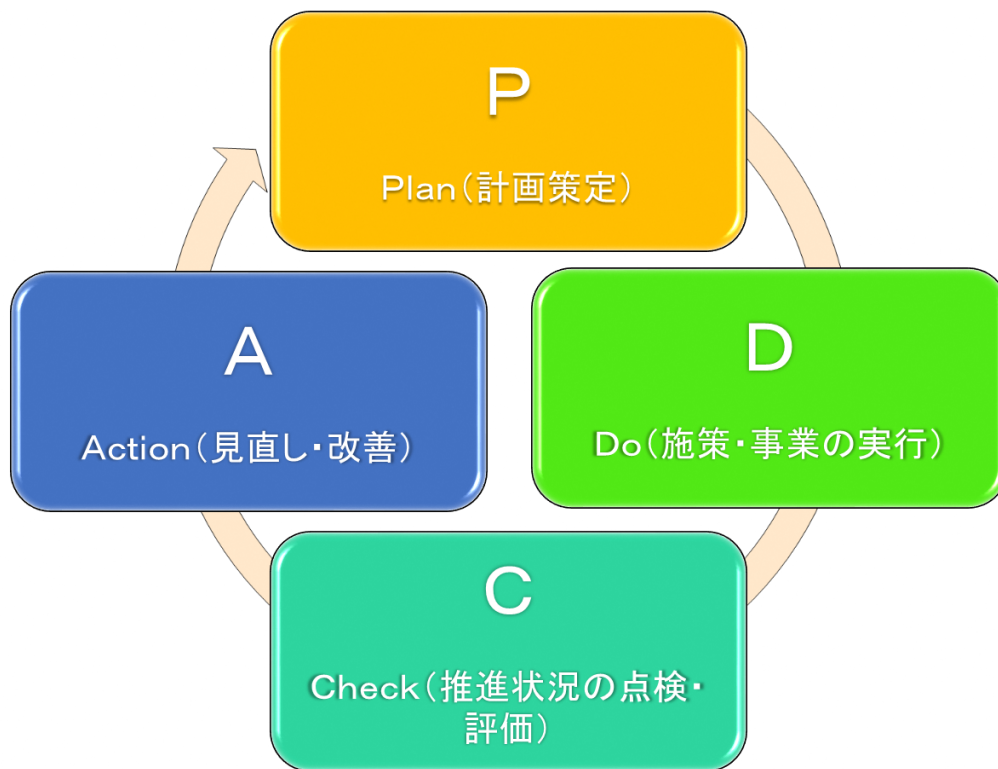 P
Plan（計画策定）
D
Do（施策・事業の実行）
C
Check（推進状況の点検・
評価）
A
Action（見直し・改善）